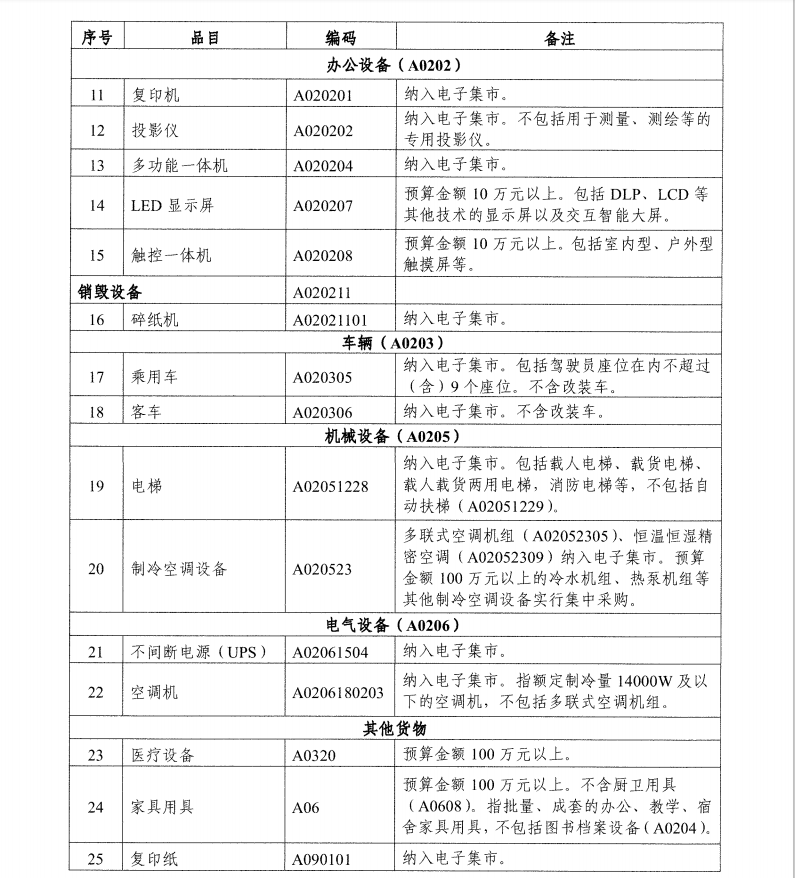 序号 品目 编码 备注
办公设备（A0202）
11 复印机 A020201 纳入电子集市。
12 投影仪 A020202 纳入电子集市。不包括用于测量、测绘等的
专用投影仪。
13 多功能一体机 A020204 纳入电子集市。
14 LED 显示屏 A020207 预算金额 10 万元以上。包括 DLP、LCD 等
其他技术的显示屏以及交互智能大屏。
15 触控一体机 A020208 预算金额 10 万元以上。包括室内型、户外型
触摸屏等。
销毁设备 A020211
16 碎纸机 A02021101 纳入电子集市。
车辆（A0203）
17 乘用车 A020305 纳入电子集市。包括驾驶员座位在内不超过
（含）9 个座位。不含改装车。
18 客车 A020306 纳入电子集市。不含改装车。
机械设备（A0205）
19 电梯 A02051228 纳入电子集市。包括载人电梯、载货电梯、
载人载货两用电梯，消防电梯等，不包括自
动扶梯（A02051229）。
20 制冷空调设备 A020523 多联式空调机组（A02052305）、恒温恒湿精
密空调（A02052309）纳入电子集市。预算
金额 100 万元以上的冷水机组、热泵机组等
其他制冷空调设备实行集中采购。
电气设备（A0206）
21 不间断电源（UPS） A02061504 纳入电子集市。
22 空调机 A0206180203 纳入电子集市。指额定制冷量 14000W 及以
下的空调机，不包括多联式空调机组。
其他货物
23 医疗设备 A0320 预算金额 100 万元以上。
24 家具用具 A06 预算金额 100 万元以上。不含厨卫用具
（A0608）。指批量、成套的办公、教学、宿
舍家具用具，不包括图书档案设备（A0204）。
25 复印纸 A090101 纳入电子集市。